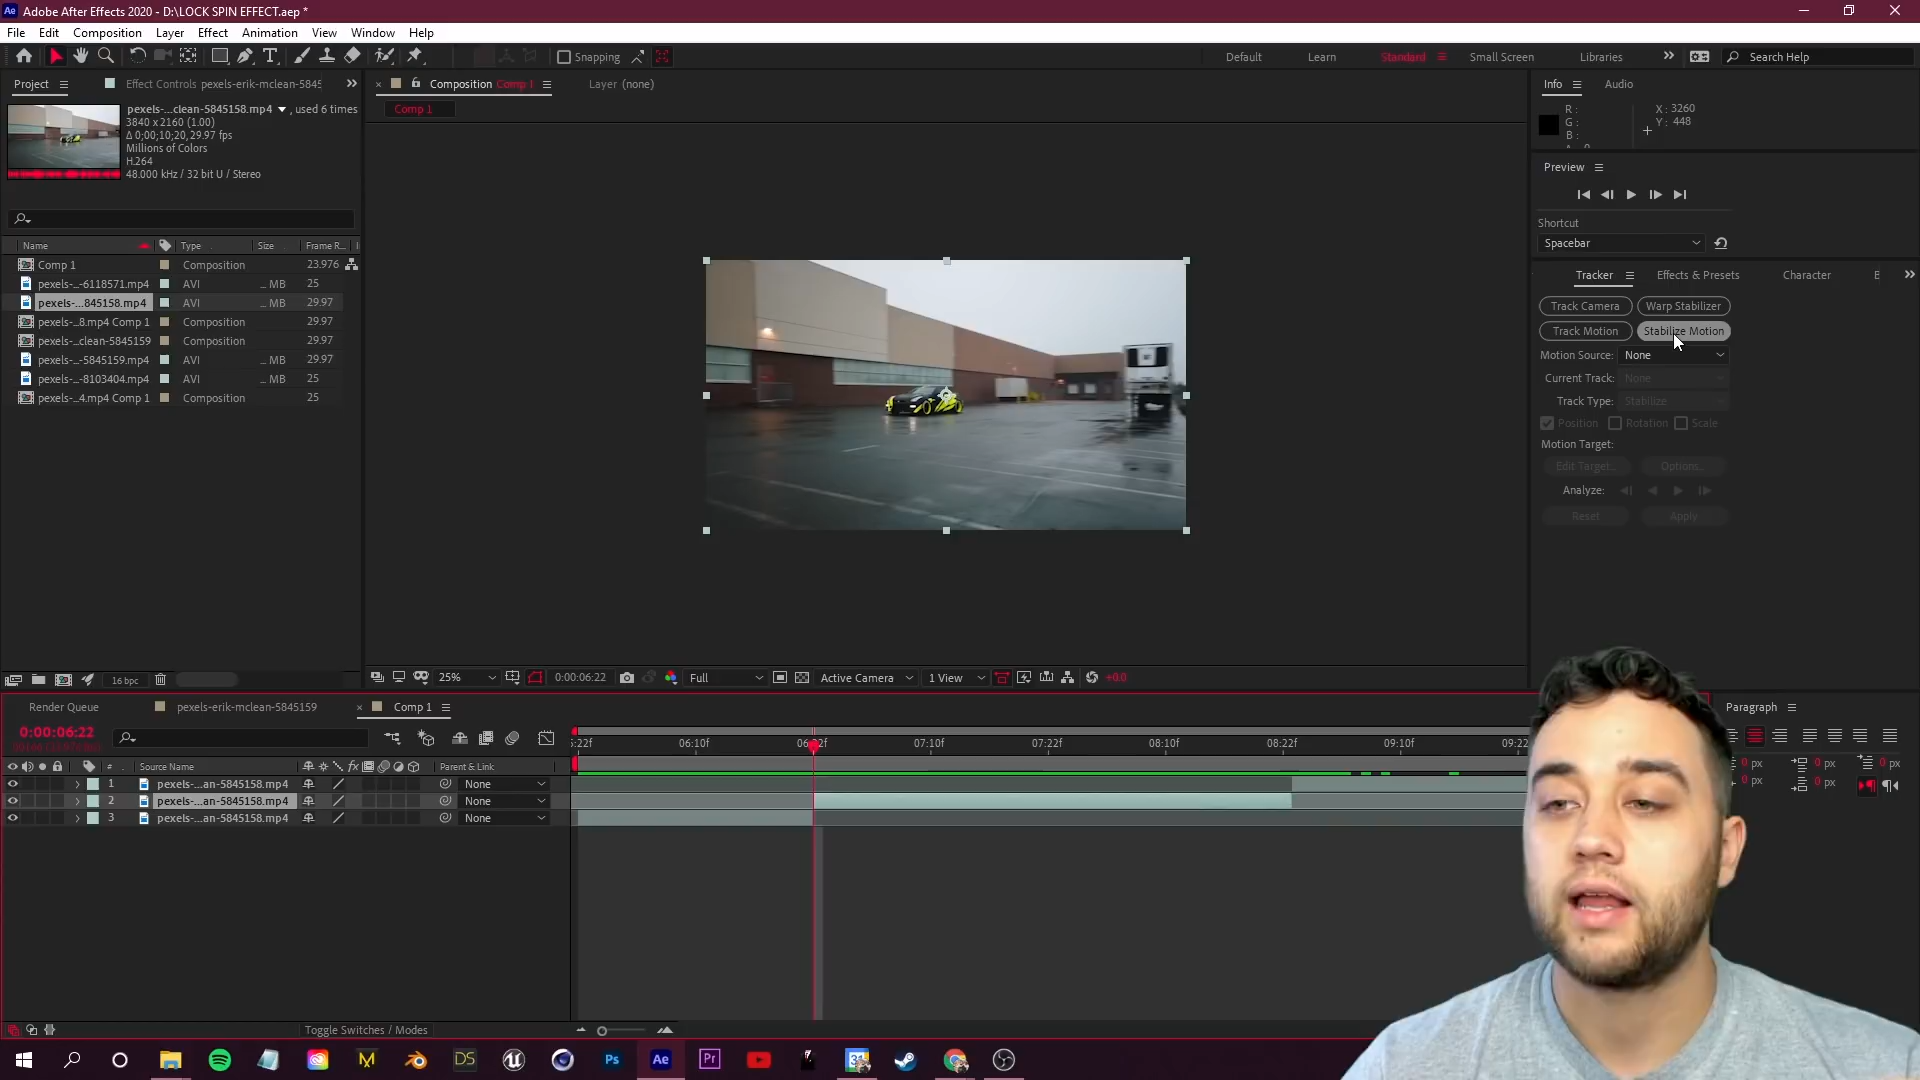 Ae Adobe After Effects 2020 - D:\LOCK SPIN EFFECT.aep *
File Edit Composition Layer Effect Animation View Window Help
Snapping Default Learn Standard Small Screen Libraries Search Help
Project Effect Controls pexels-erik-mclean-5845
pexels-...clean-5845158.mp4 , used 6 times
3840 x 2160 (1.00)
Δ 0;00;10;20, 29.97 fps
Millions of Colors
H.264
48.000 kHz / 32 bit U / Stereo
Name Type Size Frame R...
Comp 1 Composition 23.976
pexels-...-6118571.mp4 AVI ... MB 25
pexels-...845158.mp4 AVI ... MB 29.97
pexels-...8.mp4 Comp 1 Composition 29.97
pexels-...clean-5845159 Composition 29.97
pexels-...-5845159.mp4 AVI ... MB 29.97
pexels-...-8103404.mp4 AVI ... MB 25
pexels-...4.mp4 Comp 1 Composition 25
16 bpc
Composition Comp 1 Layer (none)
Comp 1
25% 0:00:06:22 Full Active Camera 1 View +0.0
Info Audio
R :
G :
B :
X : 3260
Y : 448
Preview
Shortcut
Spacebar
Tracker Effects & Presets Character
Track Camera Warp Stabilizer
Track Motion Stabilize Motion
Motion Source: None
Current Track: None
Track Type: Stabilize
Position Rotation Scale
Motion Target:
Edit Target... Options...
Analyze:
Reset Apply
Render Queue pexels-erik-mclean-5845159 Comp 1
0:00:06:22
:22f 06:10f 07:10f 07:22f 08:10f 08:22f 09:10f 09:22
# Source Name fx Parent & Link
1 pexels-...an-5845158.mp4 None
2 pexels-...an-5845158.mp4 None
3 pexels-...an-5845158.mp4 None
Toggle Switches / Modes
Paragraph
0 px 0 px 0 px
0 px 0 px
DS Ps Ae Pr 31